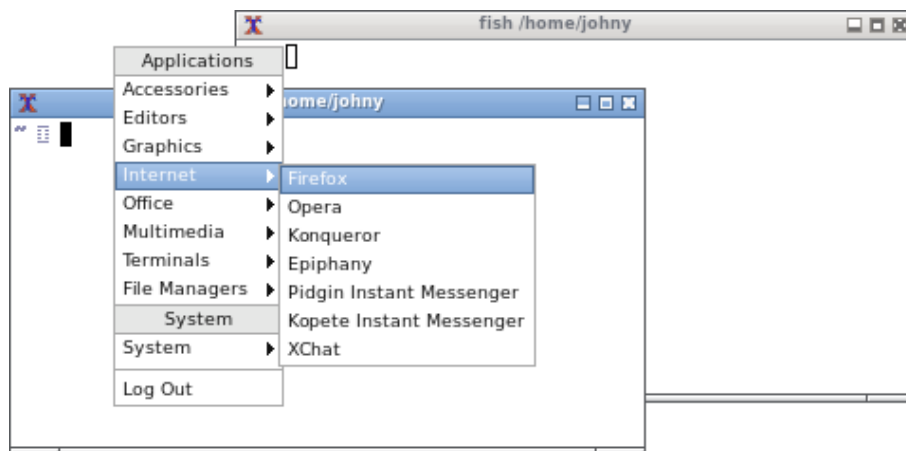 fish /home/johny
home/johny
~
Applications
Accessories
Editors
Graphics
Internet
Office
Multimedia
Terminals
File Managers
System
System
Log Out
Firefox
Opera
Konqueror
Epiphany
Pidgin Instant Messenger
Kopete Instant Messenger
XChat